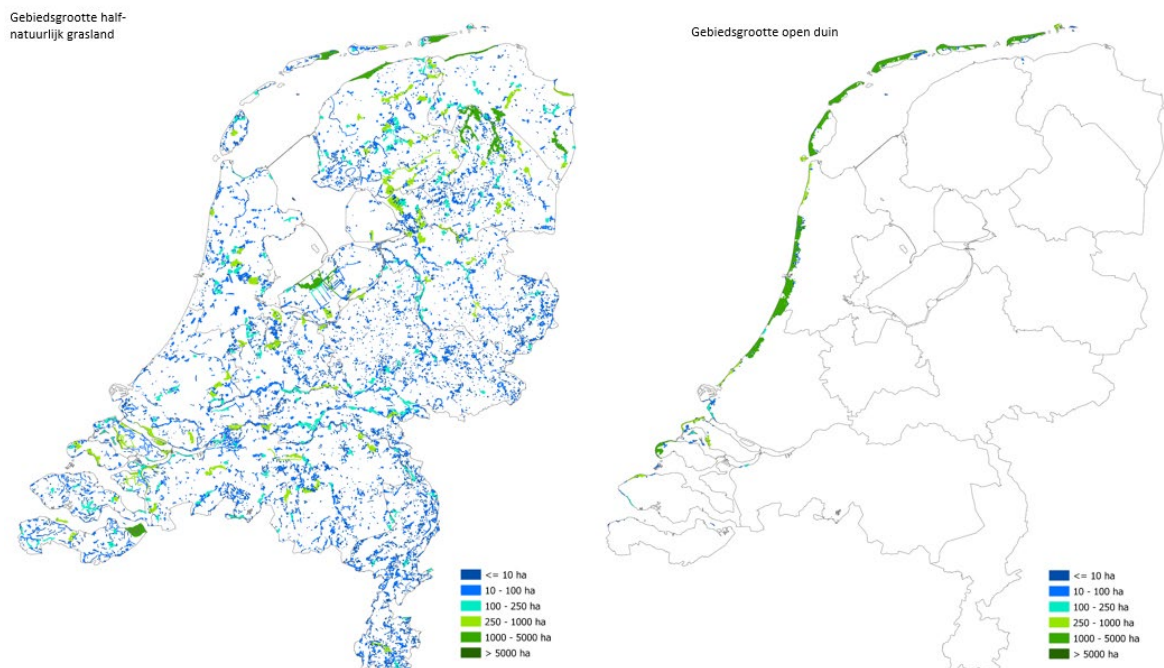 Gebiedsgrootte half-
natuurlijk grasland
Gebiedsgrootte open duin
<= 10 ha
10 - 100 ha
100 - 250 ha
250 - 1000 ha
1000 - 5000 ha
> 5000 ha
<= 10 ha
10 - 100 ha
100 - 250 ha
250 - 1000 ha
1000 - 5000 ha
> 5000 ha